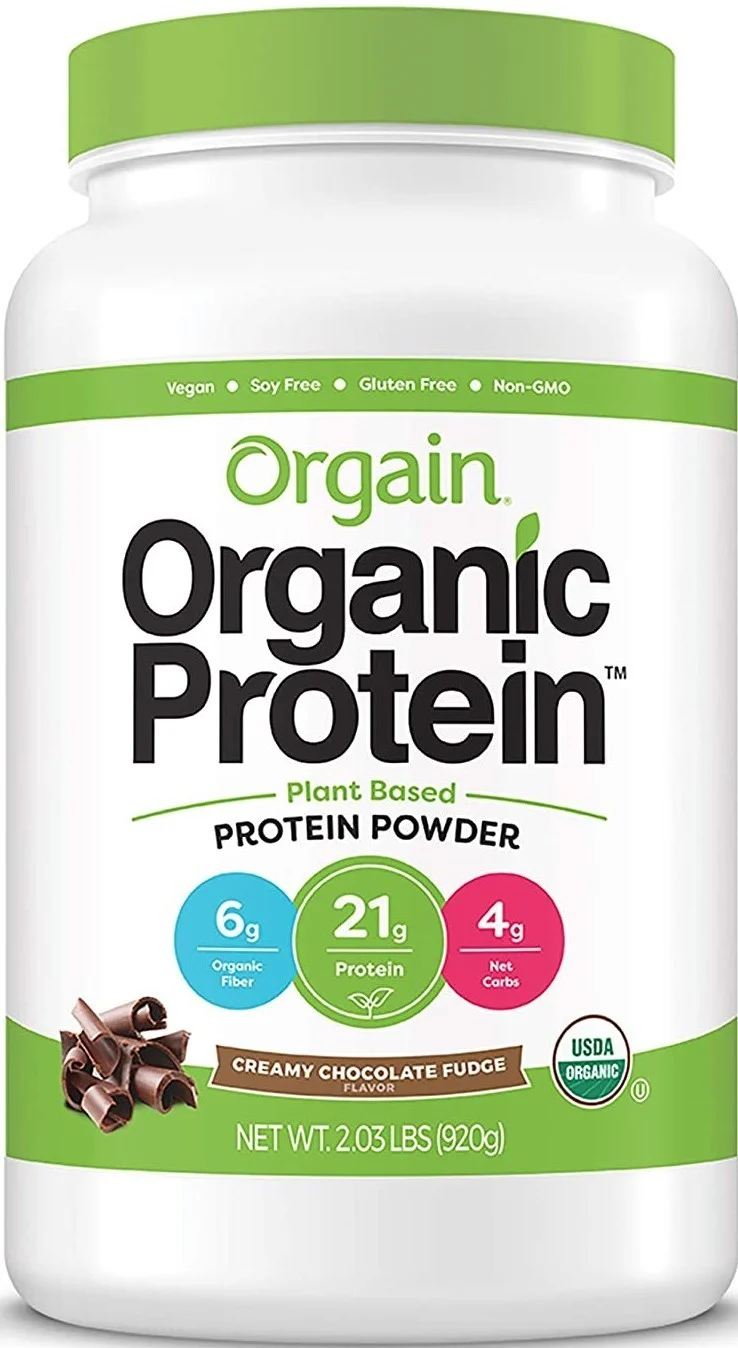 Vegan ● Soy Free ● Gluten Free ● Non-GMO
Orgain®
Organic
Protein™
Plant Based
PROTEIN POWDER
6g
Organic
Fiber
21g
Protein
4g
Net
Carbs
CREAMY CHOCOLATE FUDGE
FLAVOR
USDA
ORGANIC
U
NET WT. 2.03 LBS (920g)